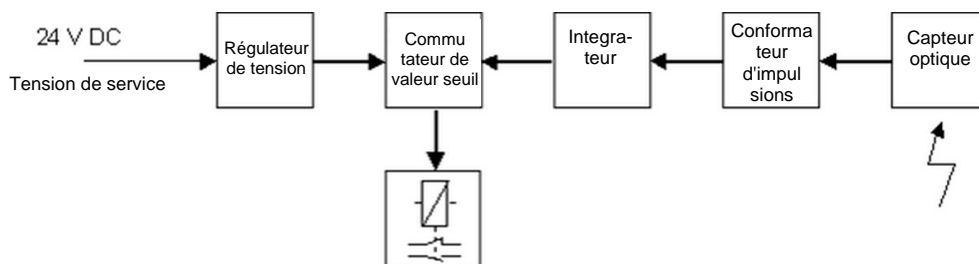 24 V DC
Tension de service
Régulateur
de tension
Commu
tateur de
valeur seuil
Integra-
teur
Conforma
teur
d'impul
sions
Capteur
optique